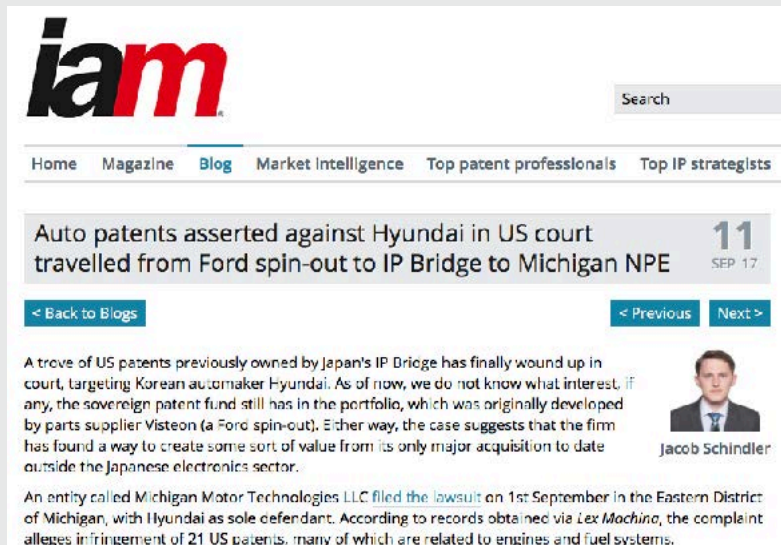 iam
Search
Home Magazine Blog Market Intelligence Top patent professionals Top IP strategists
Auto patents asserted against Hyundai in US court
travelled from Ford spin-out to IP Bridge to Michigan NPE
11
SEP 17
< Back to Blogs
< Previous Next >
A trove of US patents previously owned by Japan's IP Bridge has finally wound up in
court, targeting Korean automaker Hyundai. As of now, we do not know what interest, if
any, the sovereign patent fund still has in the portfolio, which was originally developed
by parts supplier Visteon (a Ford spin-out). Either way, the case suggests that the firm
has found a way to create some sort of value from its only major acquisition to date
outside the Japanese electronics sector.
Jacob Schindler
An entity called Michigan Motor Technologies LLC filed the lawsuit on 1st September in the Eastern District
of Michigan, with Hyundai as sole defendant. According to records obtained via Lex Machina, the complaint
alleges infringement of 21 US patents, many of which are related to engines and fuel systems.